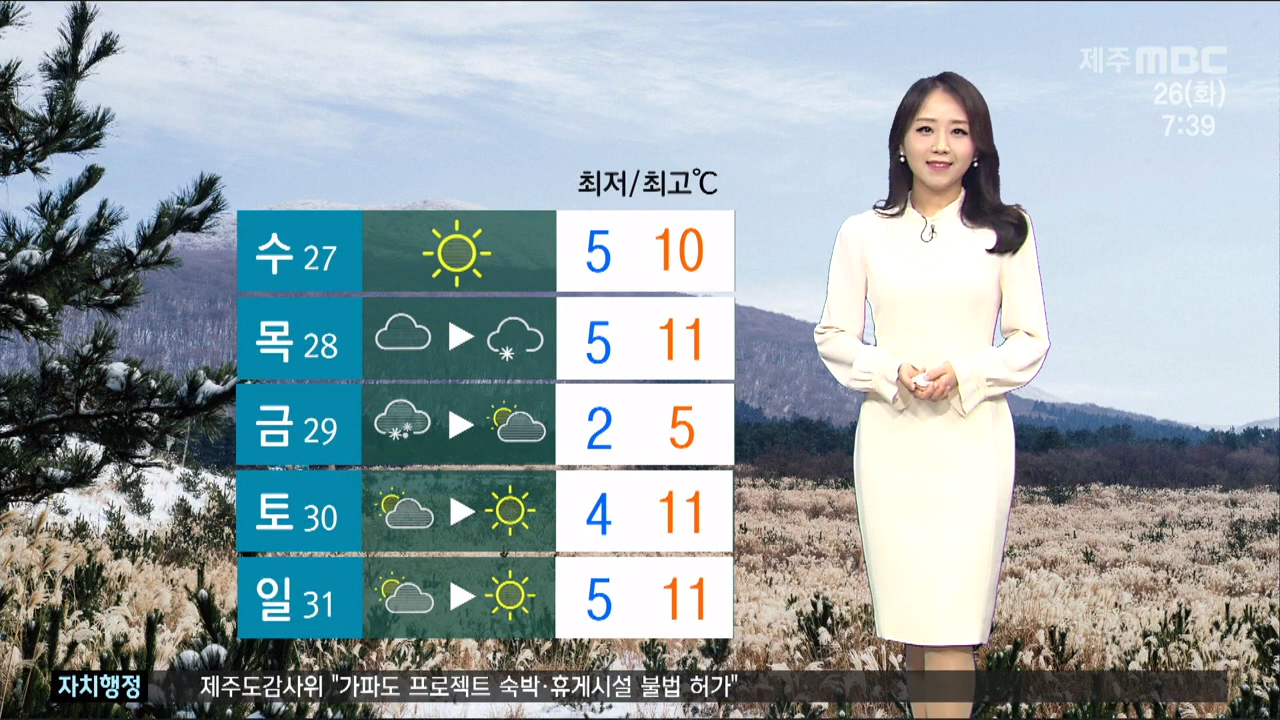 제주MBC
26(화)
7:39
최저/최고℃
수 27 5 10
목 28 5 11
금 29 2 5
토 30 4 11
일 31 5 11
자치행정 제주도감사위 "가파도 프로젝트 숙박·휴게시설 불법 허가"